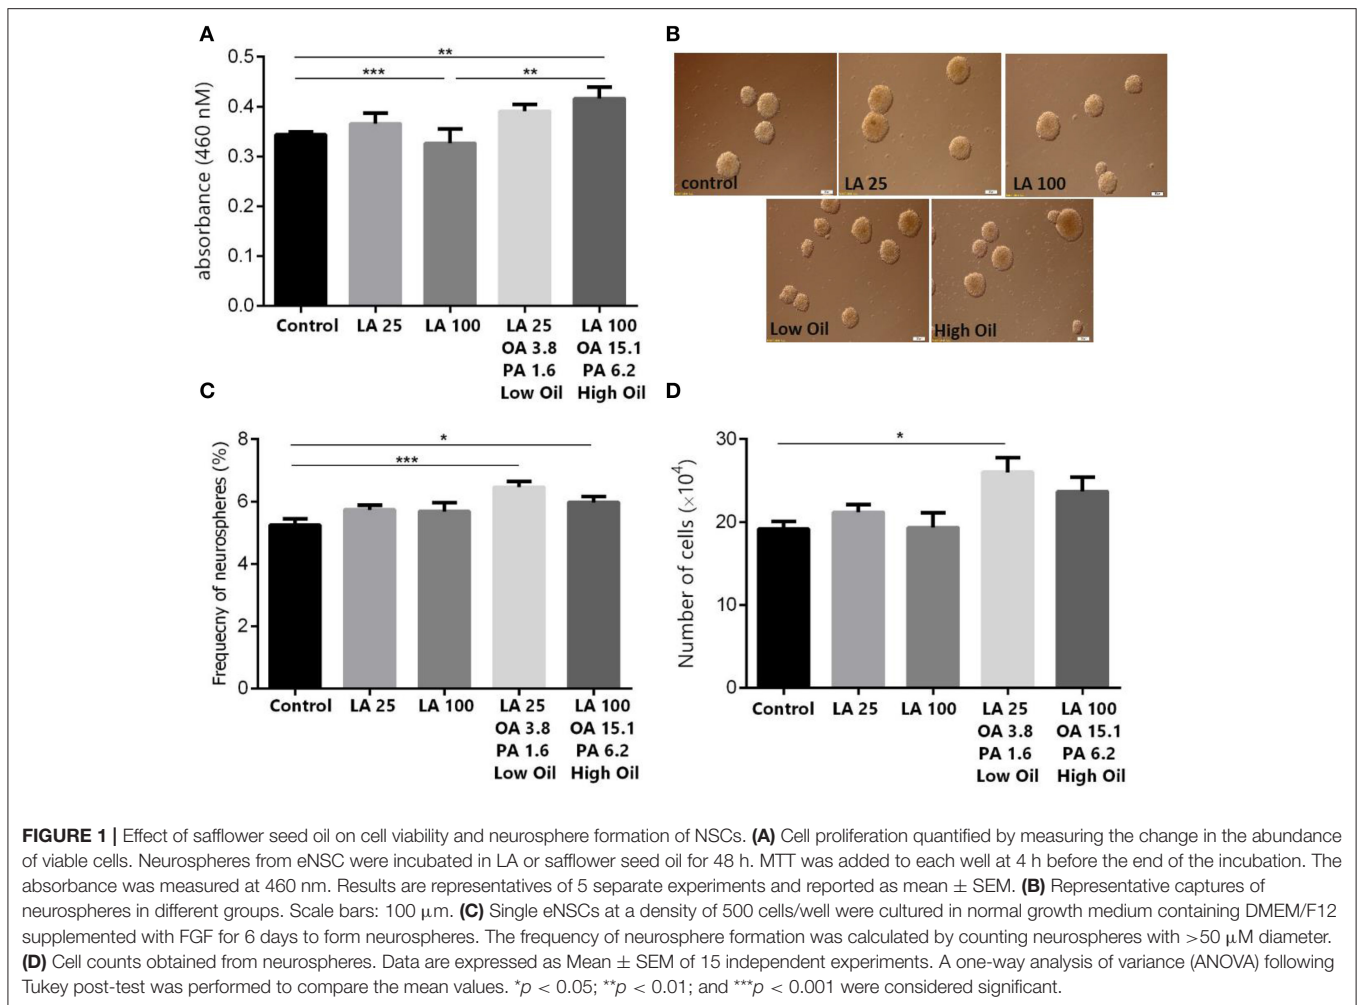 A
**
***
**
0.5
0.4
0.3
0.2
0.1
0.0
absorbance (460 nM)
Control
LA 25
LA 100
LA 25
OA 3.8
PA 1.6
Low Oil
LA 100
OA 15.1
PA 6.2
High Oil
B
control
LA 25
LA 100
Low Oil
High Oil
C
*
***
8
6
4
2
0
Frequecny of neurospheres (%)
Control
LA 25
LA 100
LA 25
OA 3.8
PA 1.6
Low Oil
LA 100
OA 15.1
PA 6.2
High Oil
D
*
30
20
10
0
Number of cells (×10⁴)
Control
LA 25
LA 100
LA 25
OA 3.8
PA 1.6
Low Oil
LA 100
OA 15.1
PA 6.2
High Oil
FIGURE 1 | Effect of safflower seed oil on cell viability and neurosphere formation of NSCs. (A) Cell proliferation quantified by measuring the change in the abundance
of viable cells. Neurospheres from eNSC were incubated in LA or safflower seed oil for 48 h. MTT was added to each well at 4 h before the end of the incubation. The
absorbance was measured at 460 nm. Results are representatives of 5 separate experiments and reported as mean ± SEM. (B) Representative captures of
neurospheres in different groups. Scale bars: 100 μm. (C) Single eNSCs at a density of 500 cells/well were cultured in normal growth medium containing DMEM/F12
supplemented with FGF for 6 days to form neurospheres. The frequency of neurosphere formation was calculated by counting neurospheres with >50 μM diameter.
(D) Cell counts obtained from neurospheres. Data are expressed as Mean ± SEM of 15 independent experiments. A one-way analysis of variance (ANOVA) following
Tukey post-test was performed to compare the mean values. *p < 0.05; **p < 0.01; and ***p < 0.001 were considered significant.